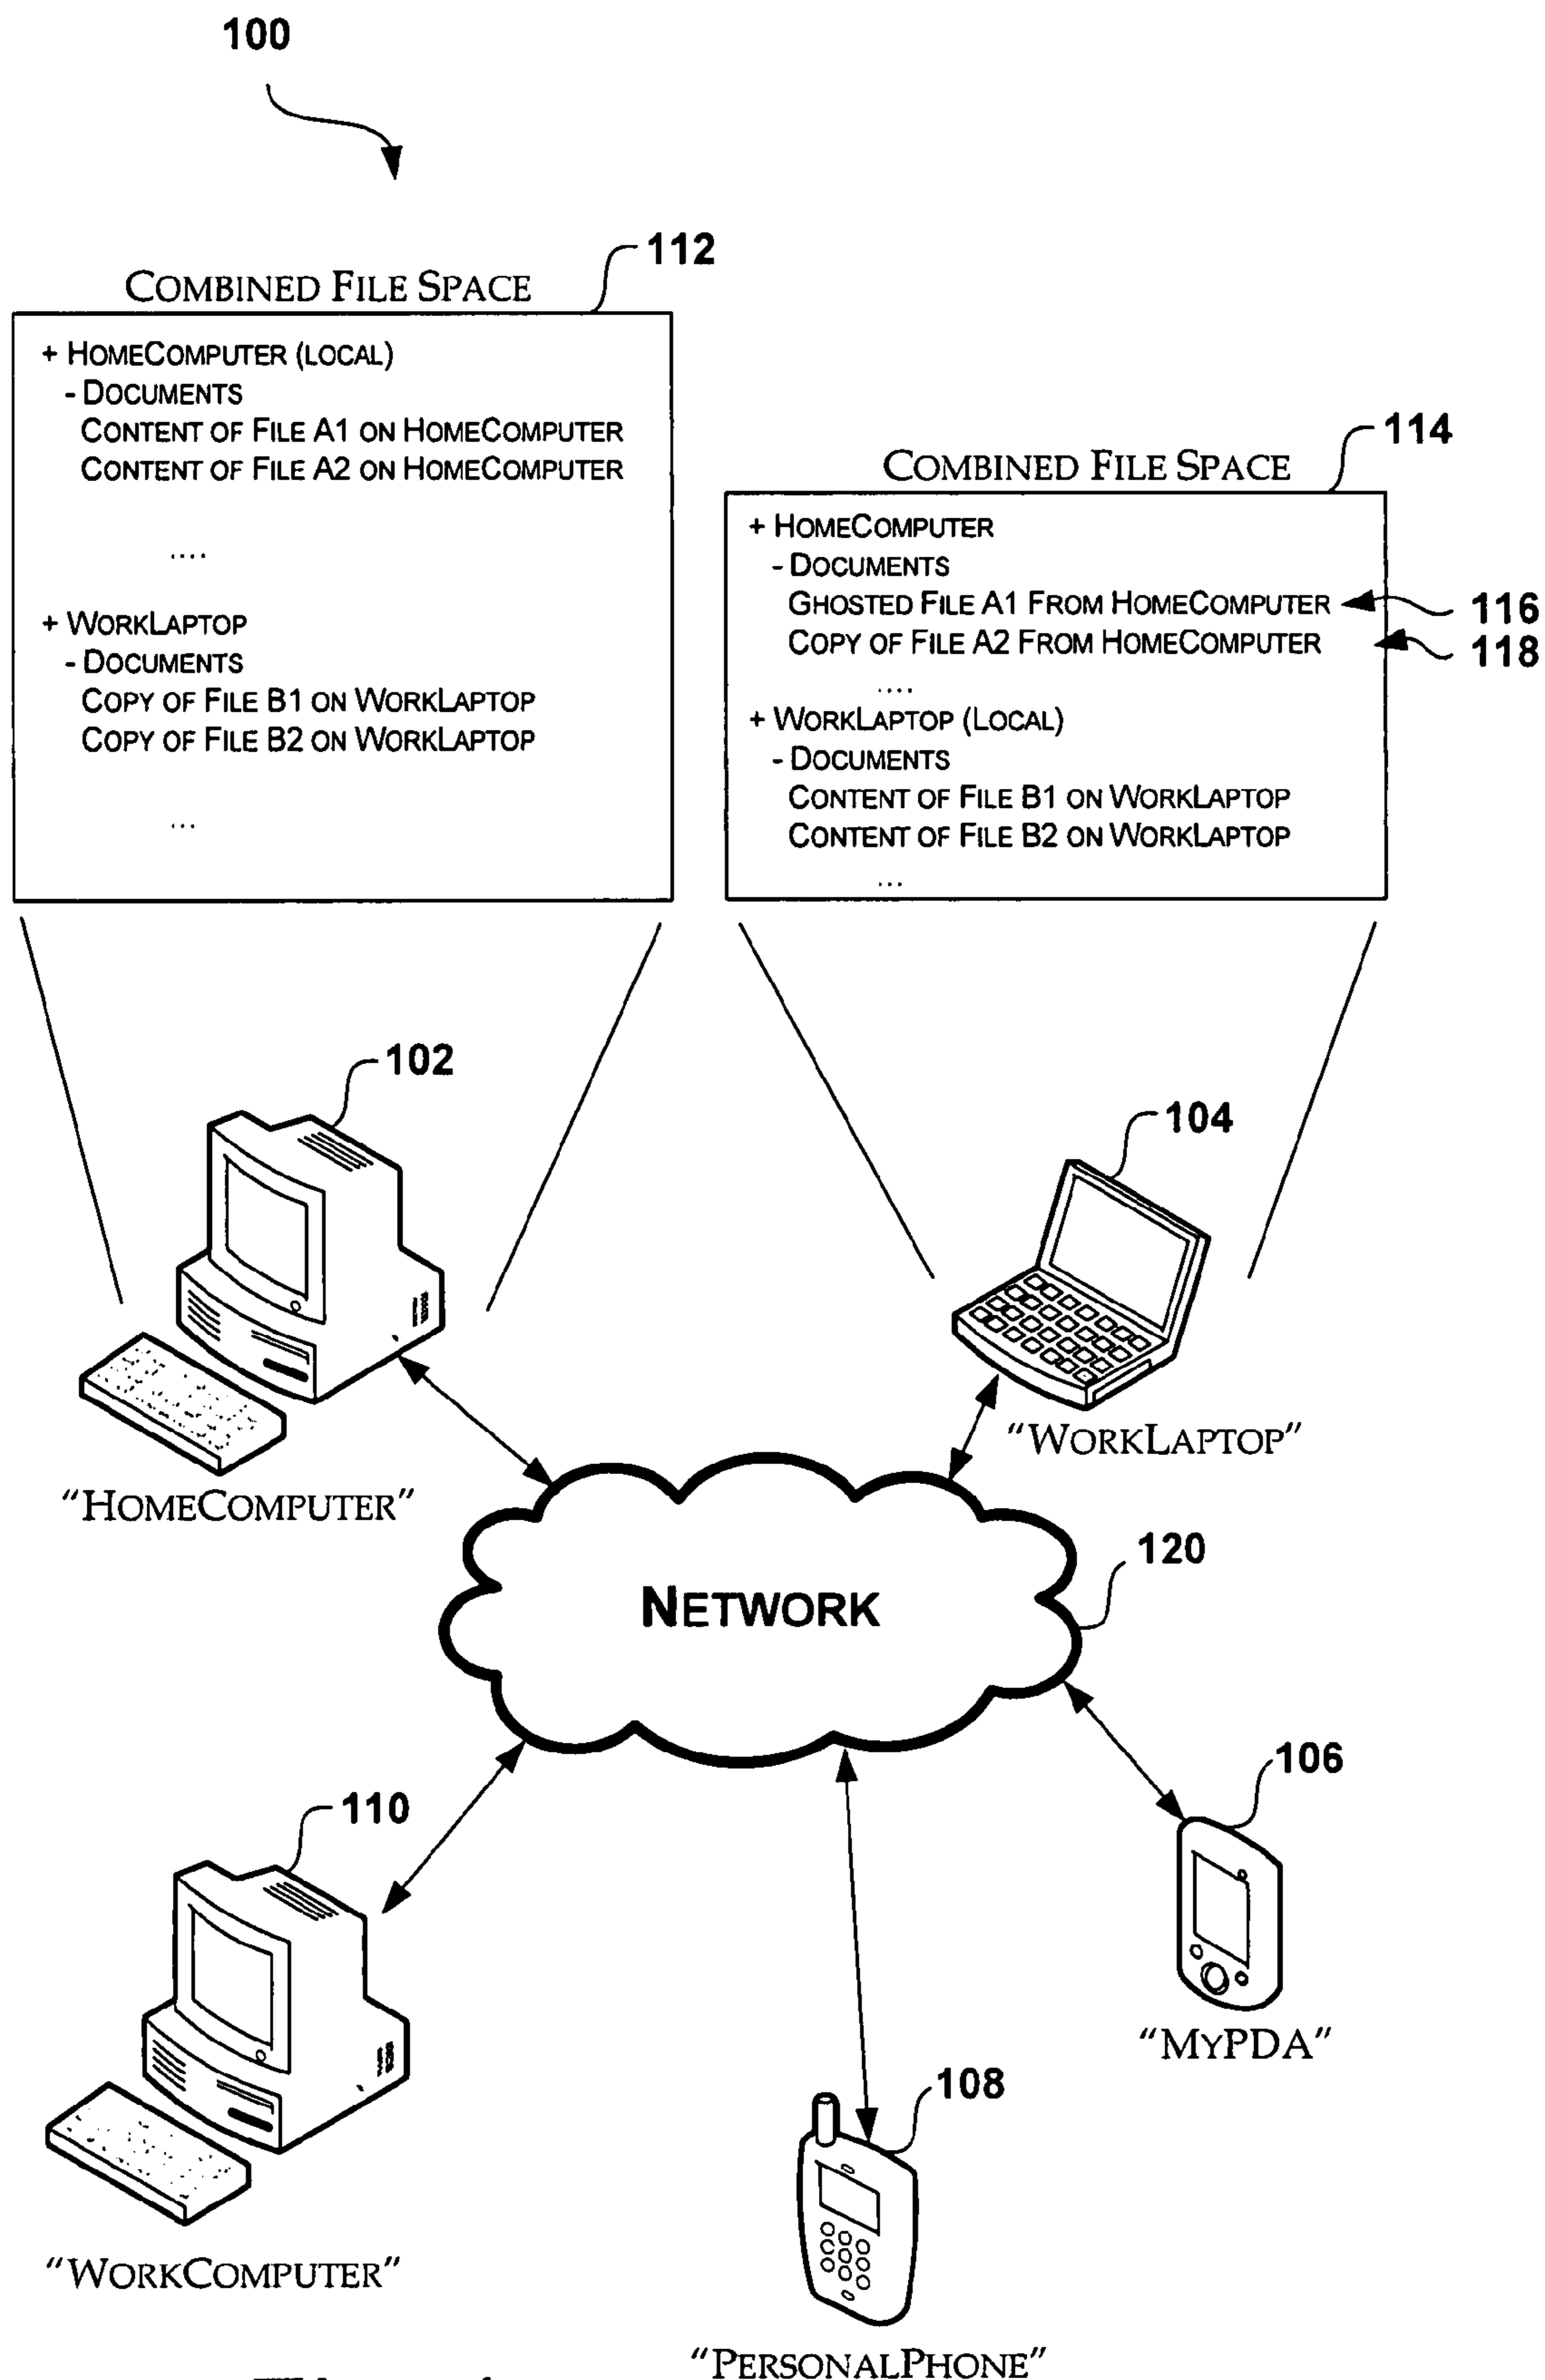 100
112
COMBINED FILE SPACE
+ HOMECOMPUTER (LOCAL)
- DOCUMENTS
CONTENT OF FILE A1 ON HOMECOMPUTER
CONTENT OF FILE A2 ON HOMECOMPUTER
....
+ WORKLAPTOP
- DOCUMENTS
COPY OF FILE B1 ON WORKLAPTOP
COPY OF FILE B2 ON WORKLAPTOP
...
114
COMBINED FILE SPACE
+ HOMECOMPUTER
- DOCUMENTS
GHOSTED FILE A1 FROM HOMECOMPUTER
116
COPY OF FILE A2 FROM HOMECOMPUTER
118
....
+ WORKLAPTOP (LOCAL)
- DOCUMENTS
CONTENT OF FILE B1 ON WORKLAPTOP
CONTENT OF FILE B2 ON WORKLAPTOP
...
102
104
"WORKLAPTOP"
"HOMECOMPUTER"
120
NETWORK
106
110
"MYPDA"
108
"WORKCOMPUTER"
"PERSONALPHONE"